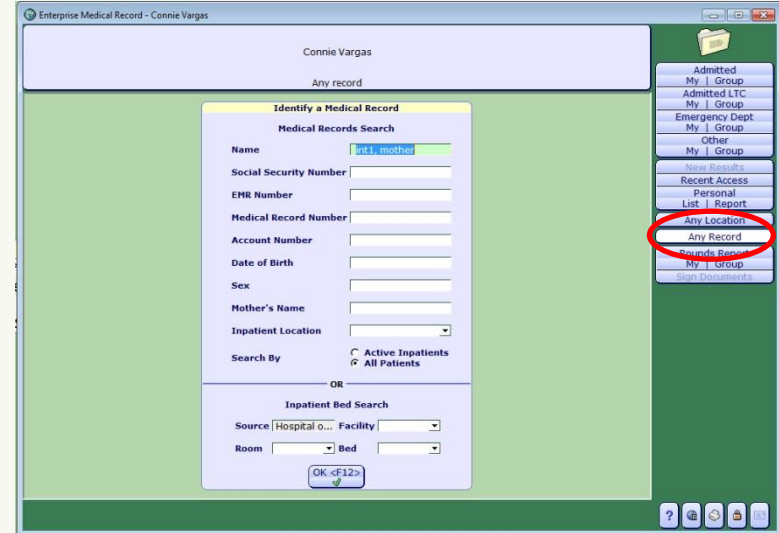 Enterprise Medical Record - Connie Vargas
Connie Vargas
Any record
Identify a Medical Record
Medical Records Search
Name int1, mother
Social Security Number
EMR Number
Medical Record Number
Account Number
Date of Birth
Sex
Mother's Name
Inpatient Location
Search By Active Inpatients
All Patients
OR
Inpatient Bed Search
Source Hospital o... Facility
Room Bed
OK <F12>
Admitted
My | Group
Admitted LTC
My | Group
Emergency Dept
My | Group
Other
My | Group
New Results
Recent Access
Personal
List | Report
Any Location
Any Record
Rounds Report
My | Group
Sign Documents
?